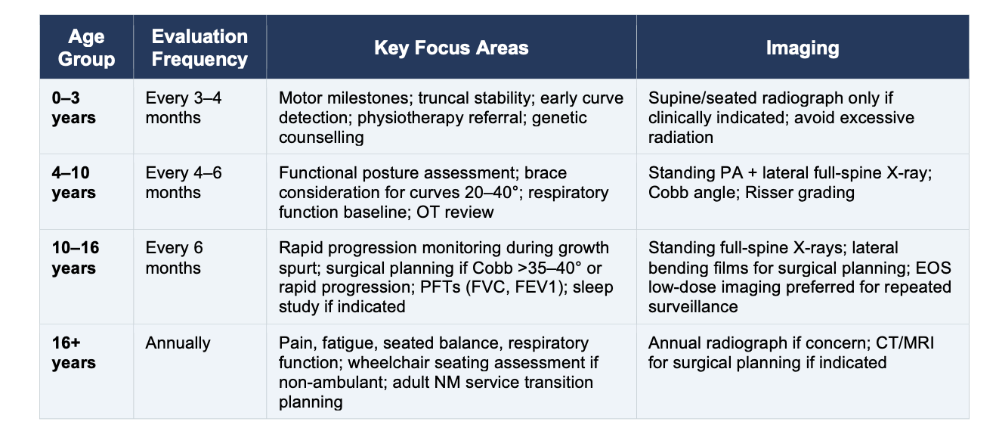 Age
Group
Evaluation
Frequency
Key Focus Areas
Imaging
0–3
years
Every 3–4
months
Motor milestones; truncal stability; early curve
detection; physiotherapy referral; genetic
counselling
Supine/seated radiograph only if
clinically indicated; avoid excessive
radiation
4–10
years
Every 4–6
months
Functional posture assessment; brace
consideration for curves 20–40°; respiratory
function baseline; OT review
Standing PA + lateral full-spine X-ray;
Cobb angle; Risser grading
10–16
years
Every 6
months
Rapid progression monitoring during growth
spurt; surgical planning if Cobb >35–40° or
rapid progression; PFTs (FVC, FEV1); sleep
study if indicated
Standing full-spine X-rays; lateral
bending films for surgical planning; EOS
low-dose imaging preferred for repeated
surveillance
16+
years
Annually
Pain, fatigue, seated balance, respiratory
function; wheelchair seating assessment if
non-ambulant; adult NM service transition
planning
Annual radiograph if concern; CT/MRI
for surgical planning if indicated